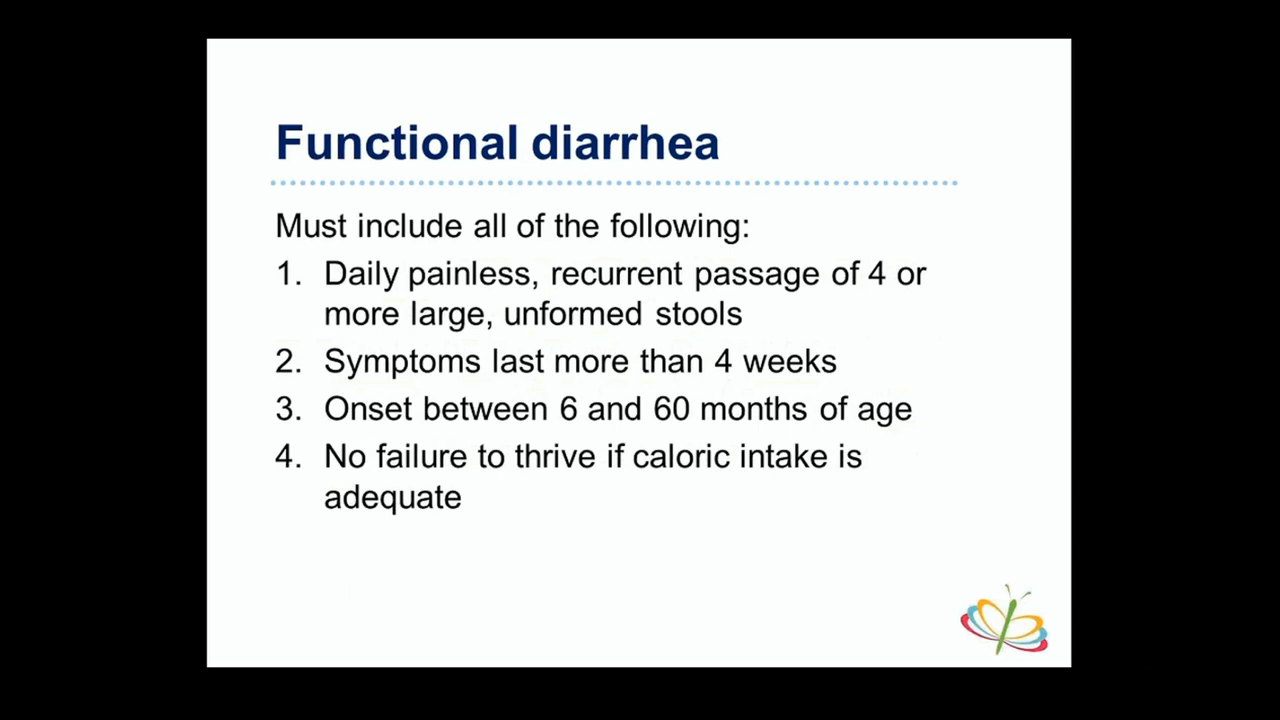 Functional diarrhea
Must include all of the following:
1. Daily painless, recurrent passage of 4 or
more large, unformed stools
2. Symptoms last more than 4 weeks
3. Onset between 6 and 60 months of age
4. No failure to thrive if caloric intake is
adequate